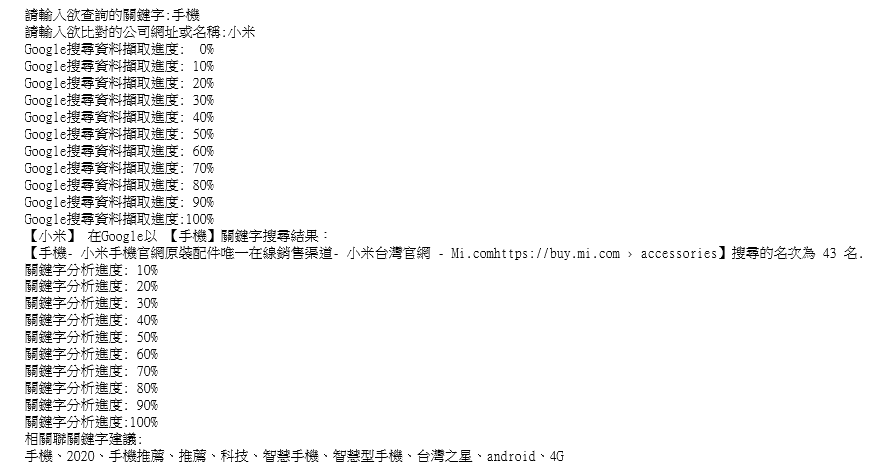 請輸入欲查詢的關鍵字:手機
請輸入欲比對的公司網址或名稱:小米
Google搜尋資料擷取進度:  0%
Google搜尋資料擷取進度: 10%
Google搜尋資料擷取進度: 20%
Google搜尋資料擷取進度: 30%
Google搜尋資料擷取進度: 40%
Google搜尋資料擷取進度: 50%
Google搜尋資料擷取進度: 60%
Google搜尋資料擷取進度: 70%
Google搜尋資料擷取進度: 80%
Google搜尋資料擷取進度: 90%
Google搜尋資料擷取進度:100%
【小米】 在Google以 【手機】關鍵字搜尋結果：
【手機- 小米手機官網原裝配件唯一在線銷售渠道- 小米台灣官網 - Mi.comhttps://buy.mi.com › accessories】搜尋的名次為 43 名.
關鍵字分析進度: 10%
關鍵字分析進度: 20%
關鍵字分析進度: 30%
關鍵字分析進度: 40%
關鍵字分析進度: 50%
關鍵字分析進度: 60%
關鍵字分析進度: 70%
關鍵字分析進度: 80%
關鍵字分析進度: 90%
關鍵字分析進度:100%
相關聯關鍵字建議:
手機、2020、手機推薦、推薦、科技、智慧手機、智慧型手機、台灣之星、android、4G